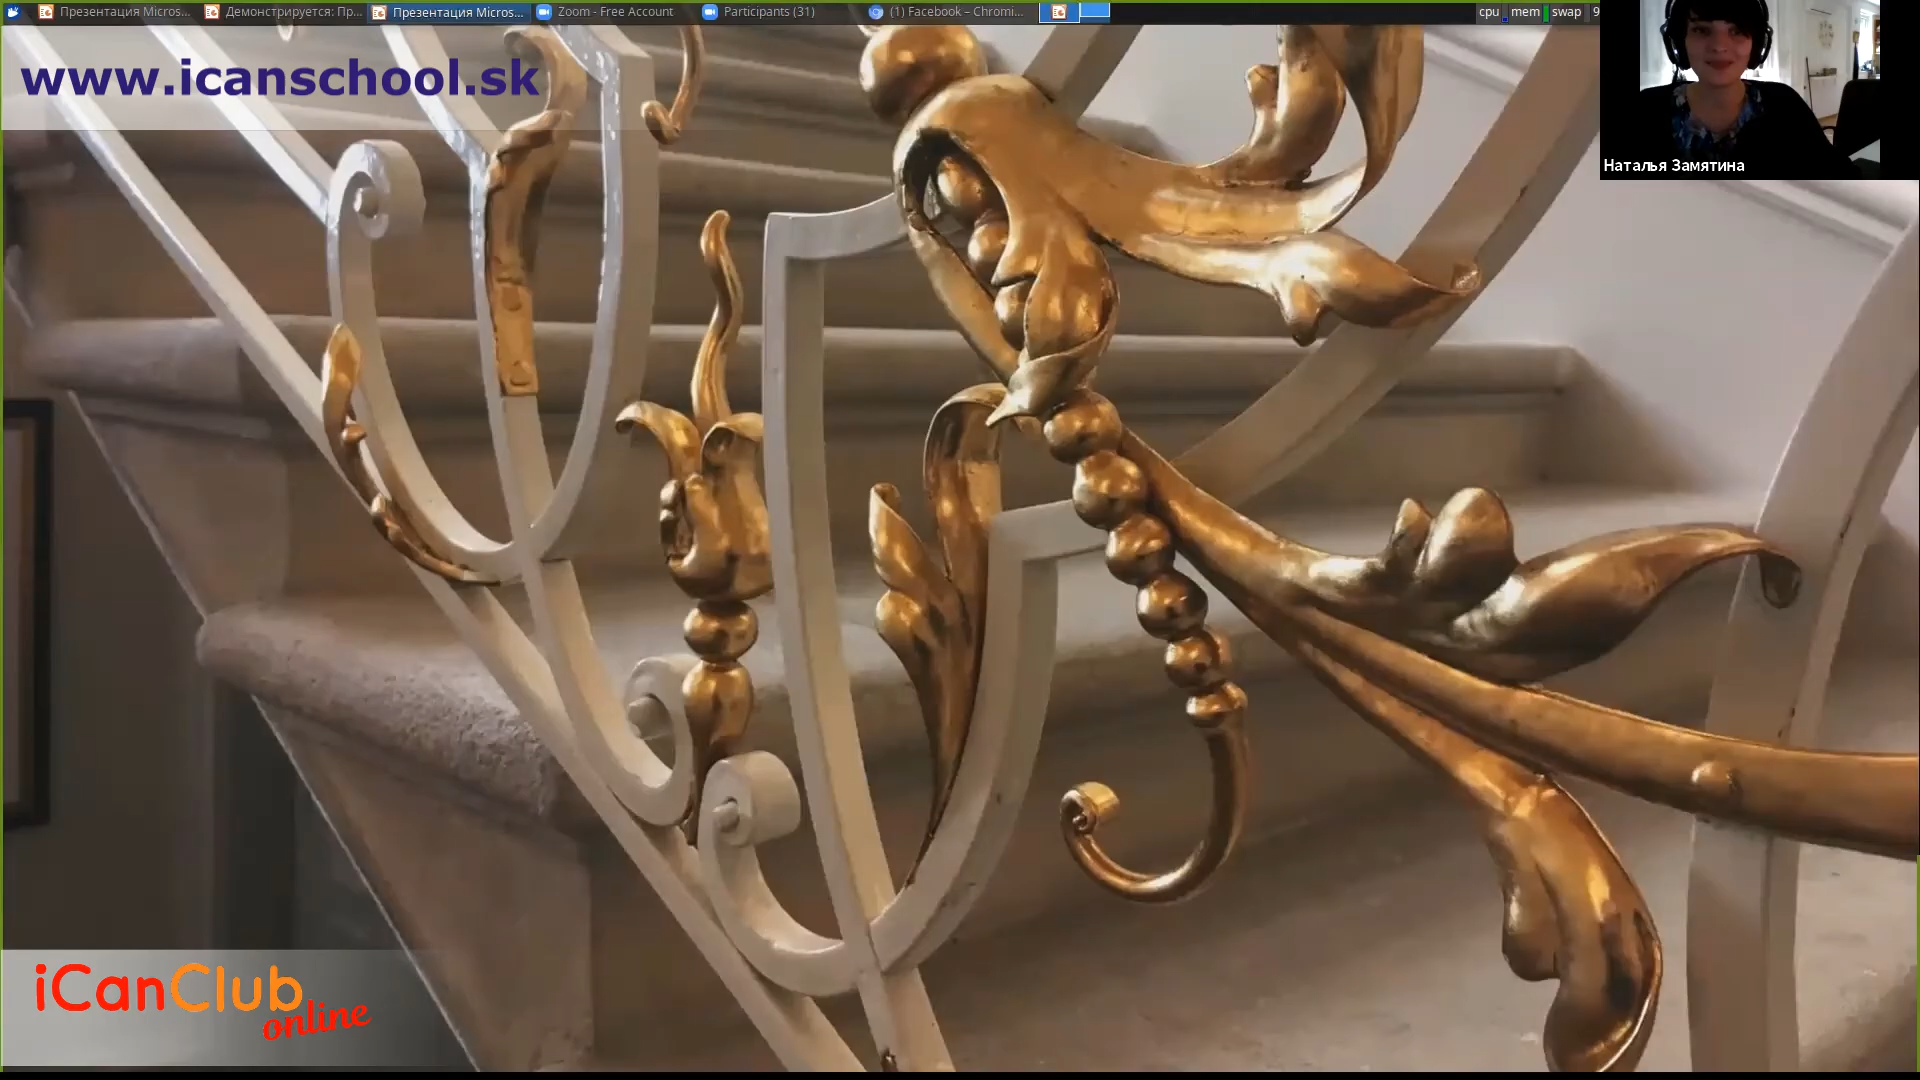 Презентация Micros...
Демонстрируется: Пр...
Презентация Micros...
Zoom - Free Account
Participants (31)
(1) Facebook – Chromi...
cpu
mem
swap
9
www.icanschool.sk
Наталья Замятина
iCanClub
online